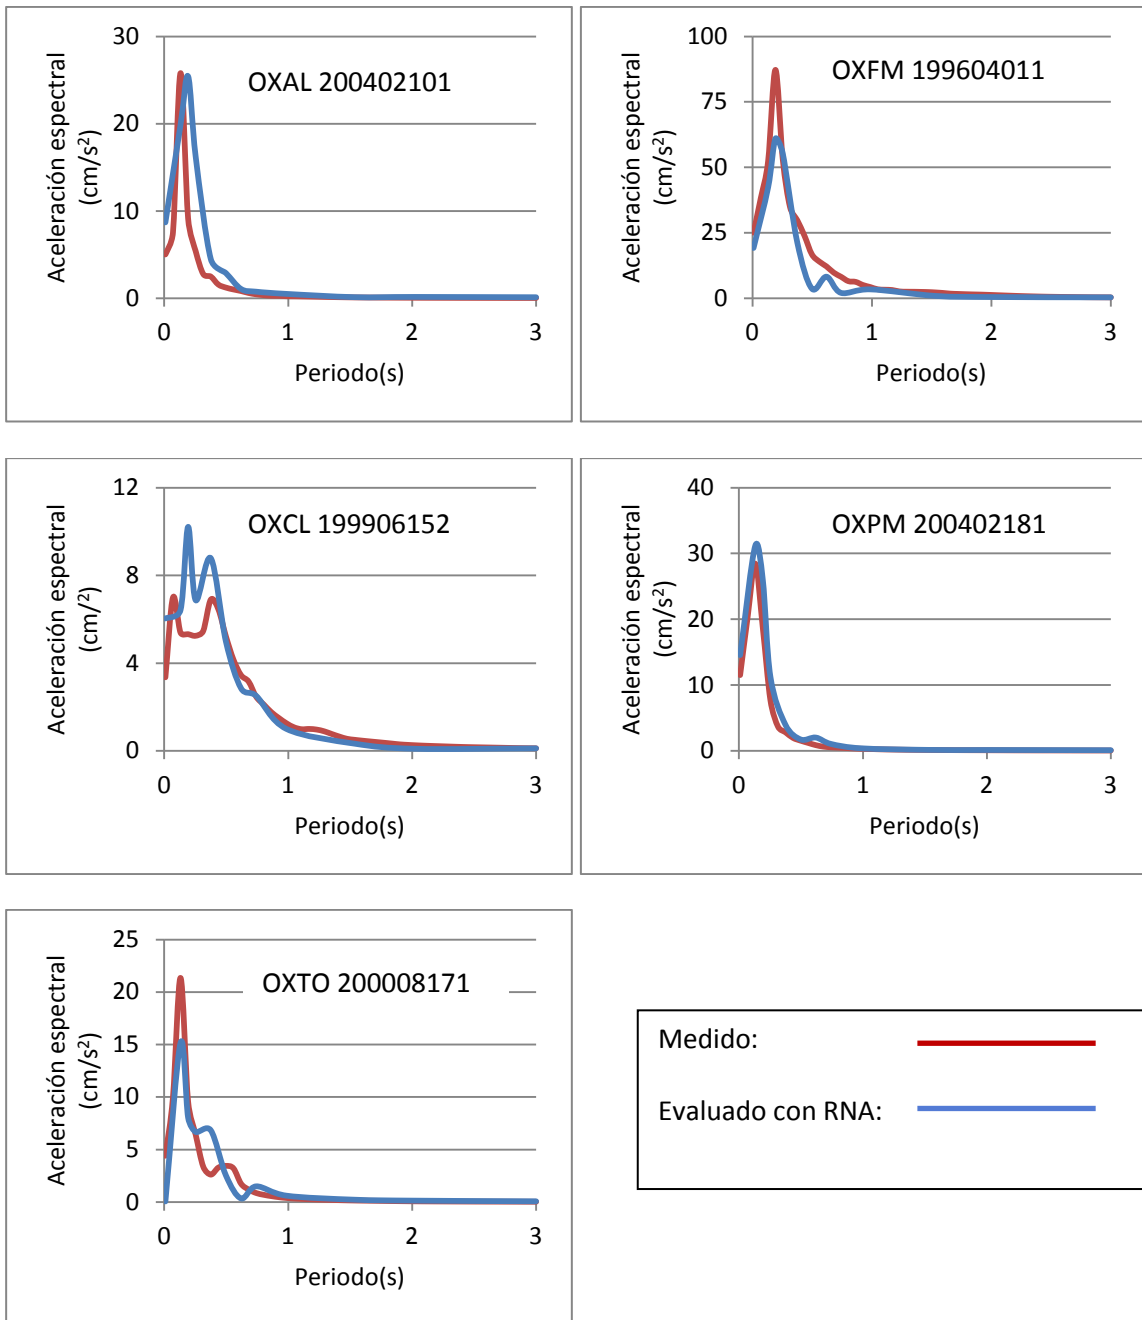 Aceleración espectral
(cm/s²)
30
20
10
0
OXAL 200402101
0 1 2 3
Periodo(s)
Aceleración espectral
(cm/s²)
100
75
50
25
0
OXFM 199604011
0 1 2 3
Periodo(s)
Aceleración espectral
(cm/²)
12
8
4
0
OXCL 199906152
0 1 2 3
Periodo(s)
Aceleración espectral
(cm/s²)
40
30
20
10
0
OXPM 200402181
0 1 2 3
Periodo(s)
Aceleración espectral
(cm/s²)
25
20
15
10
5
0
OXTO 200008171
0 1 2 3
Periodo(s)
Medido:
Evaluado con RNA: